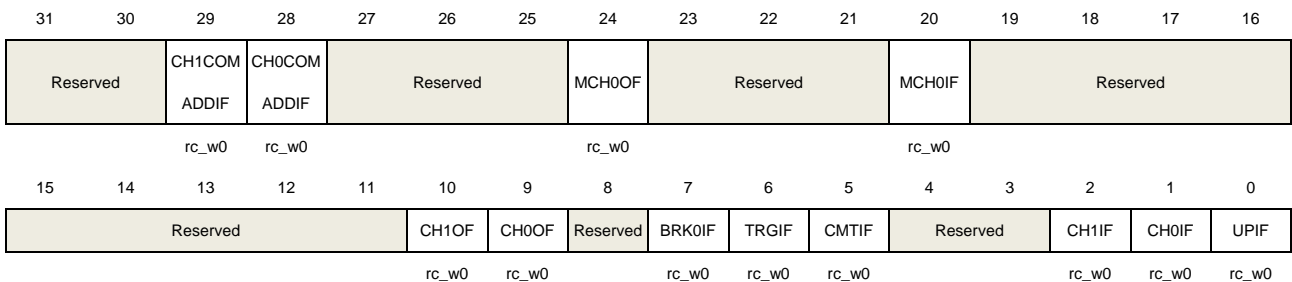 31 30 29 28 27 26 25 24 23 22 21 20 19 18 17 16
Reserved CH1COM ADDIF CH0COM ADDIF Reserved MCH0OF Reserved MCH0IF Reserved
rc_w0 rc_w0 rc_w0 rc_w0
15 14 13 12 11 10 9 8 7 6 5 4 3 2 1 0
Reserved CH1OF CH0OF Reserved BRK0IF TRGIF CMTIF Reserved CH1IF CH0IF UPIF
rc_w0 rc_w0 rc_w0 rc_w0 rc_w0 rc_w0 rc_w0 rc_w0